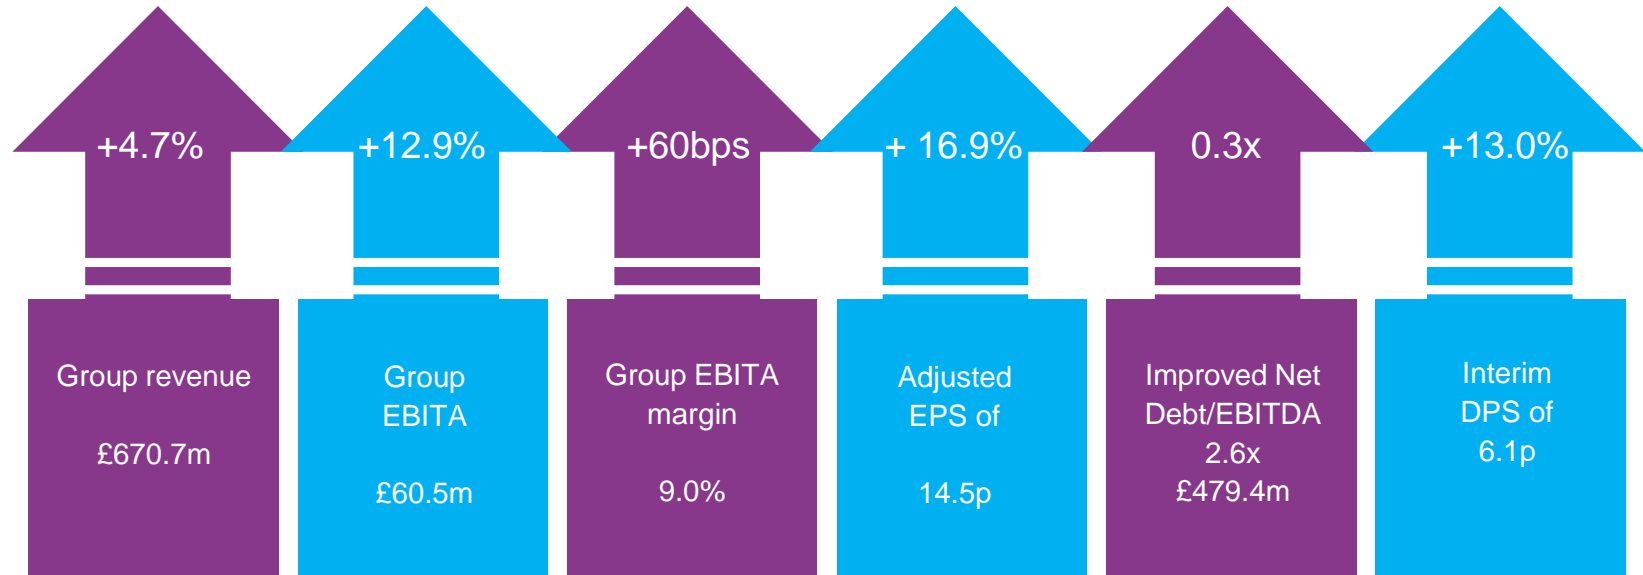 +4.7%
+12.9%
+60bps
+ 16.9%
0.3x
+13.0%
Group revenue
£670.7m
Group
EBITA
£60.5m
Group EBITA
margin
9.0%
Adjusted
EPS of
14.5p
Improved Net
Debt/EBITDA
2.6x
£479.4m
Interim
DPS of
6.1p